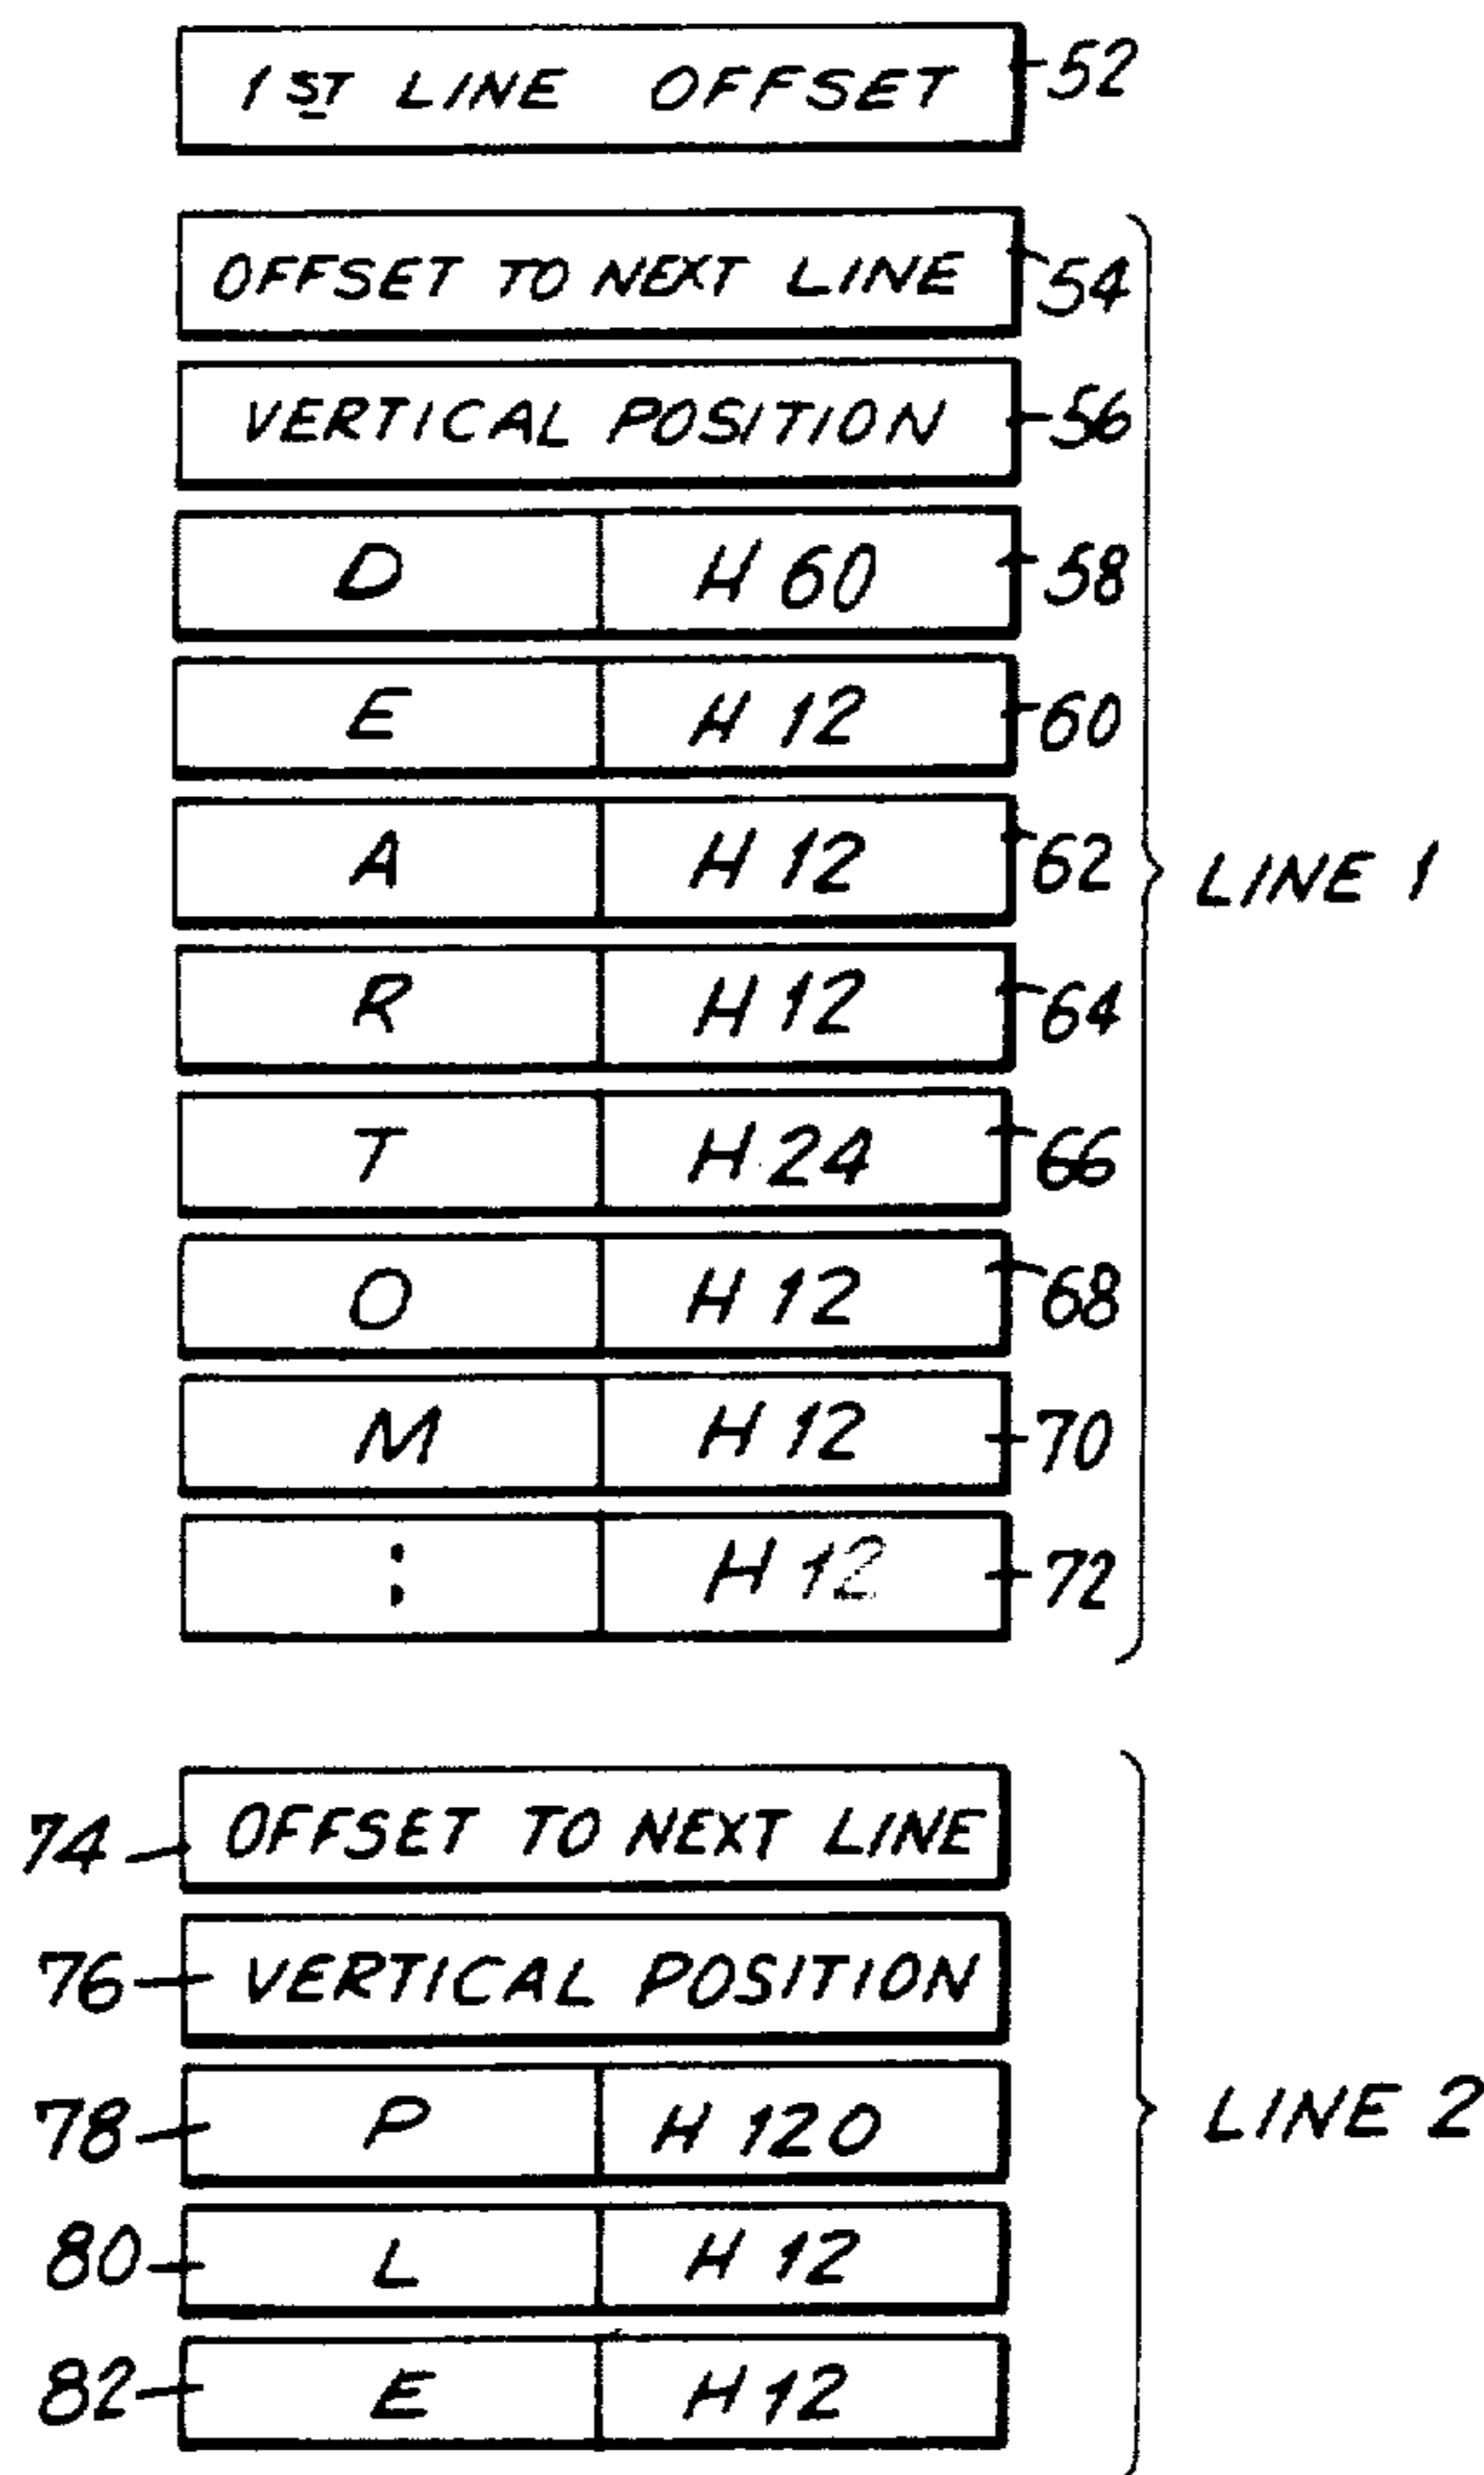 1ST LINE OFFSET 52
OFFSET TO NEXT LINE 54
VERTICAL POSITION 56
D H 60 58
E H 12 60
A H 12 62
LINE 1
R H 12 64
T H 24 66
O H 12 68
M H 12 70
: H 12 72
74 OFFSET TO NEXT LINE
76 VERTICAL POSITION
78 P H 120
LINE 2
80 L H 12
82 E H 12